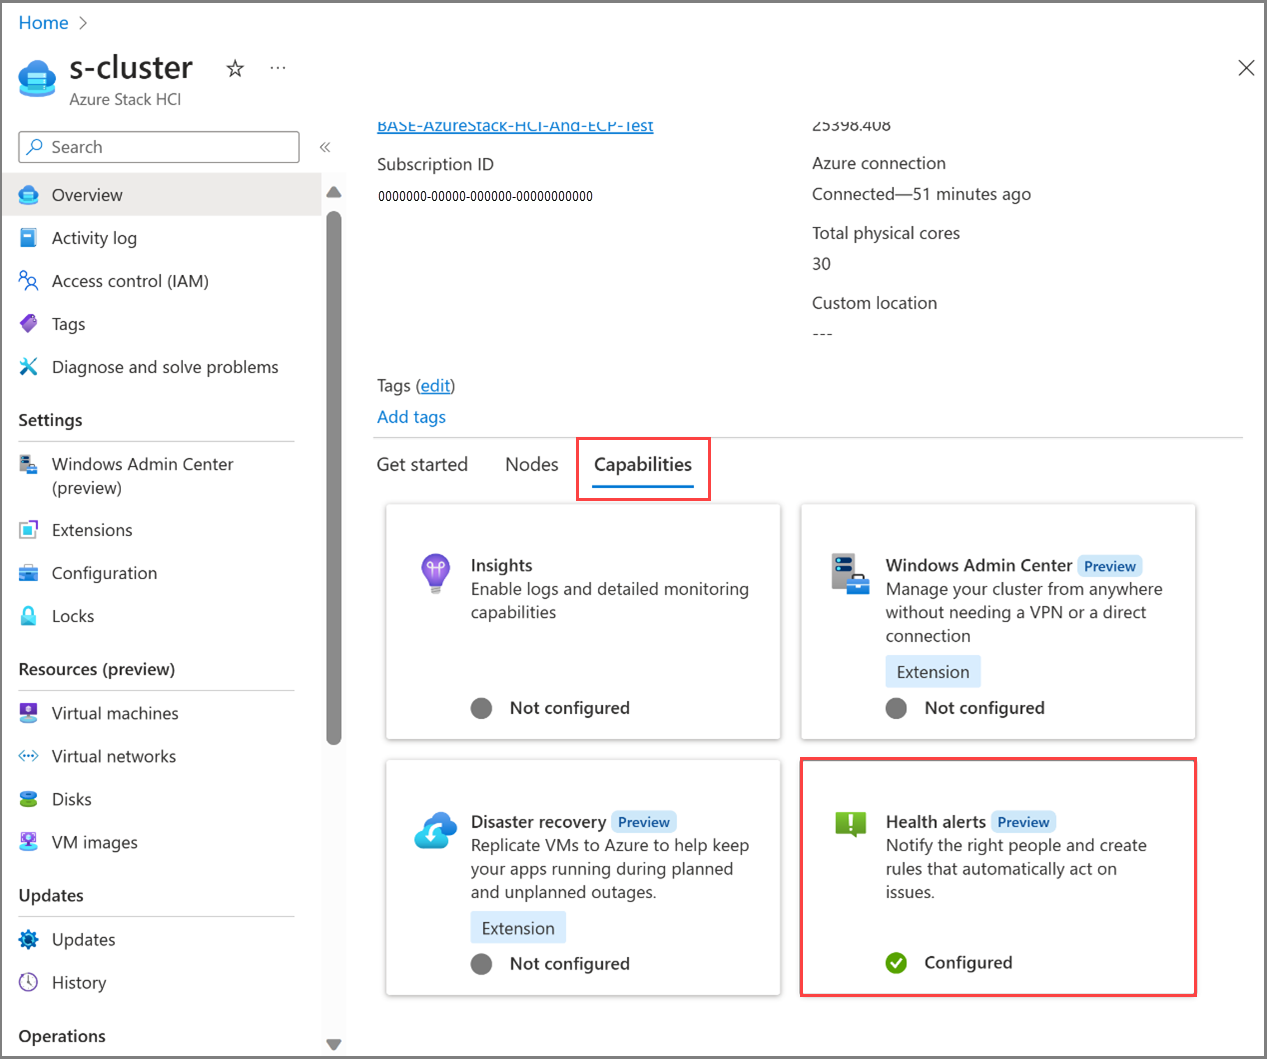 Home
s-cluster
Azure Stack HCI
Search
Overview
Activity log
Access control (IAM)
Tags
Diagnose and solve problems
Settings
Windows Admin Center
(preview)
Extensions
Configuration
Locks
Resources (preview)
Virtual machines
Virtual networks
Disks
VM images
Updates
Updates
History
Operations
BASE-AzureStack-HCI-And-ECP-Test
Subscription ID
0000000-00000-000000-00000000000
25398.408
Azure connection
Connected—51 minutes ago
Total physical cores
30
Custom location
---
Tags (edit)
Add tags
Get started Nodes Capabilities
Insights
Enable logs and detailed monitoring
capabilities
Not configured
Windows Admin Center Preview
Manage your cluster from anywhere
without needing a VPN or a direct
connection
Extension
Not configured
Disaster recovery Preview
Replicate VMs to Azure to help keep
your apps running during planned
and unplanned outages.
Extension
Not configured
Health alerts Preview
Notify the right people and create
rules that automatically act on
issues.
Configured